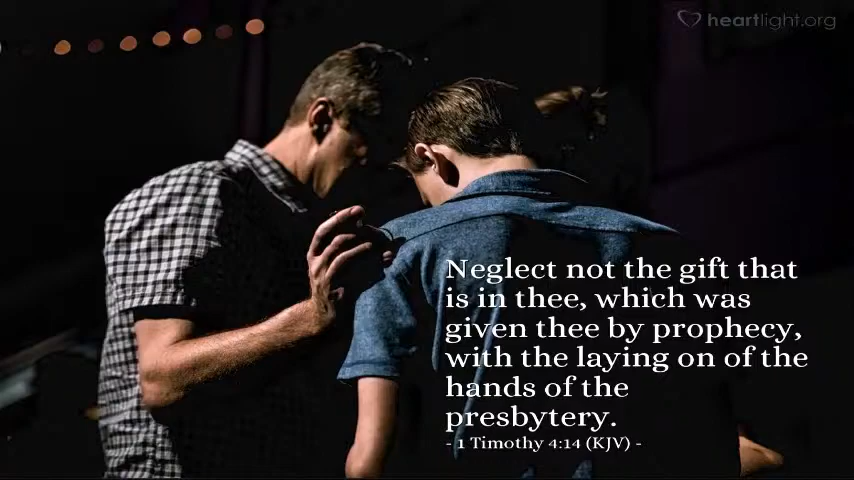 heartlight.org
Neglect not the gift that
is in thee, which was
given thee by prophecy,
with the laying on of the
hands of the
presbytery.
- 1 Timothy 4:14 (KJV) -